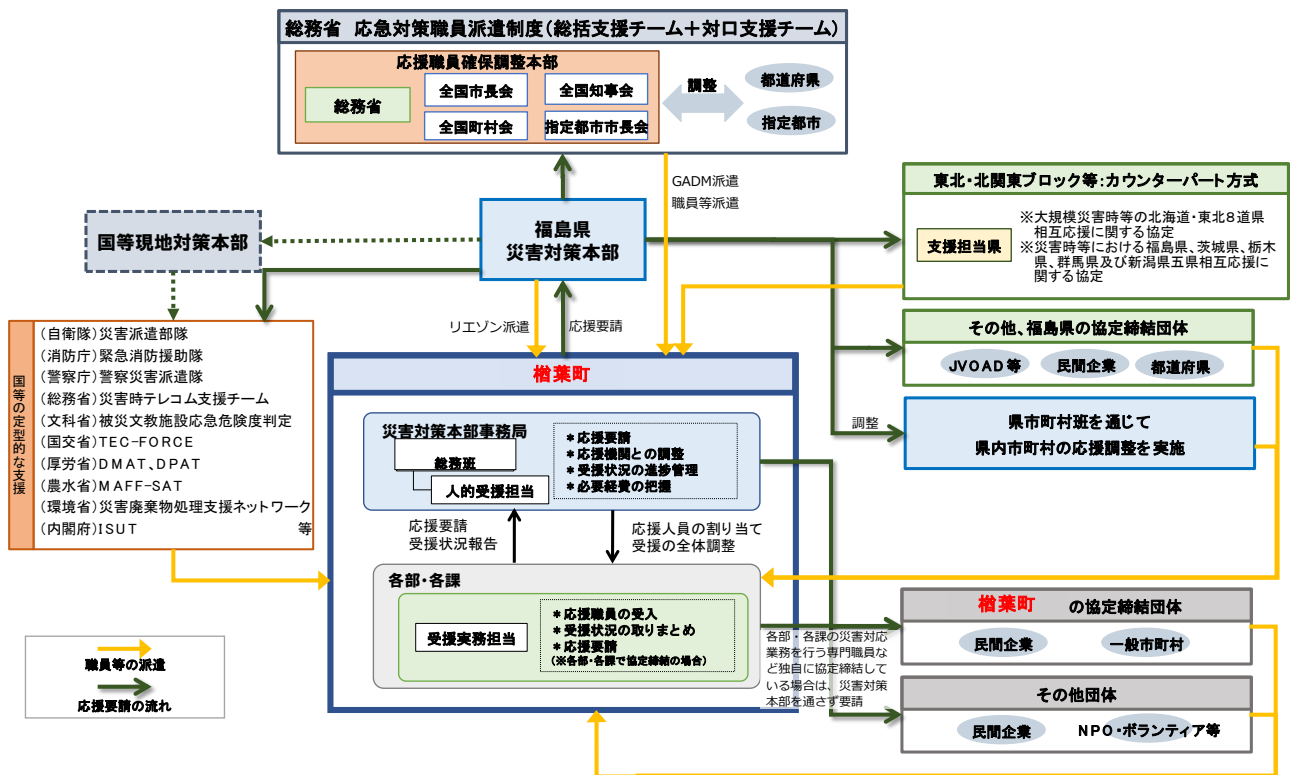 総務省 応急対策職員派遣制度(総括支援チーム+対口支援チーム)
応援職員確保調整本部
総務省
全国市長会
全国知事会
全国町村会
指定都市市長会
調整
都道府県
指定都市
GADM派遣
職員等派遣
東北・北関東ブロック等:カウンターパート方式
支援担当県
※大規模災害時等の北海道・東北8道県
相互応援に関する協定
※災害時等における福島県、茨城県、栃木
県、群馬県及び新潟県五県相互応援に
関する協定
国等現地対策本部
福島県
災害対策本部
リエゾン派遣
応援要請
その他、福島県の協定締結団体
JVOAD等
民間企業
都道府県
調整
県市町村班を通じて
県内市町村の応援調整を実施
国等の定型的な支援
(自衛隊)災害派遣部隊
(消防庁)緊急消防援助隊
(警察庁)警察災害派遣隊
(総務省)災害時テレコム支援チーム
(文科省)被災文教施設応急危険度判定
(国交省)TEC-FORCE
(厚労省)DMAT、DPAT
(農水省)MAFF-SAT
(環境省)災害廃棄物処理支援ネットワーク
(内閣府)ISUT 等
楢葉町
災害対策本部事務局
総務班
人的受援担当
*応援要請
*応援機関との調整
*受援状況の進捗管理
*必要経費の把握
応援要請
受援状況報告
応援人員の割り当て
受援の全体調整
各部・各課
受援実務担当
*応援職員の受入
*受援状況の取りまとめ
*応援要請
(※各部・各課で協定締結の場合)
各部・各課の災害対応
業務を行う専門職員な
ど独自に協定締結して
いる場合は、災害対策
本部を通さず要請
楢葉町 の協定締結団体
民間企業
一般市町村
その他団体
民間企業
NPO・ボランティア等
職員等の派遣
応援要請の流れ